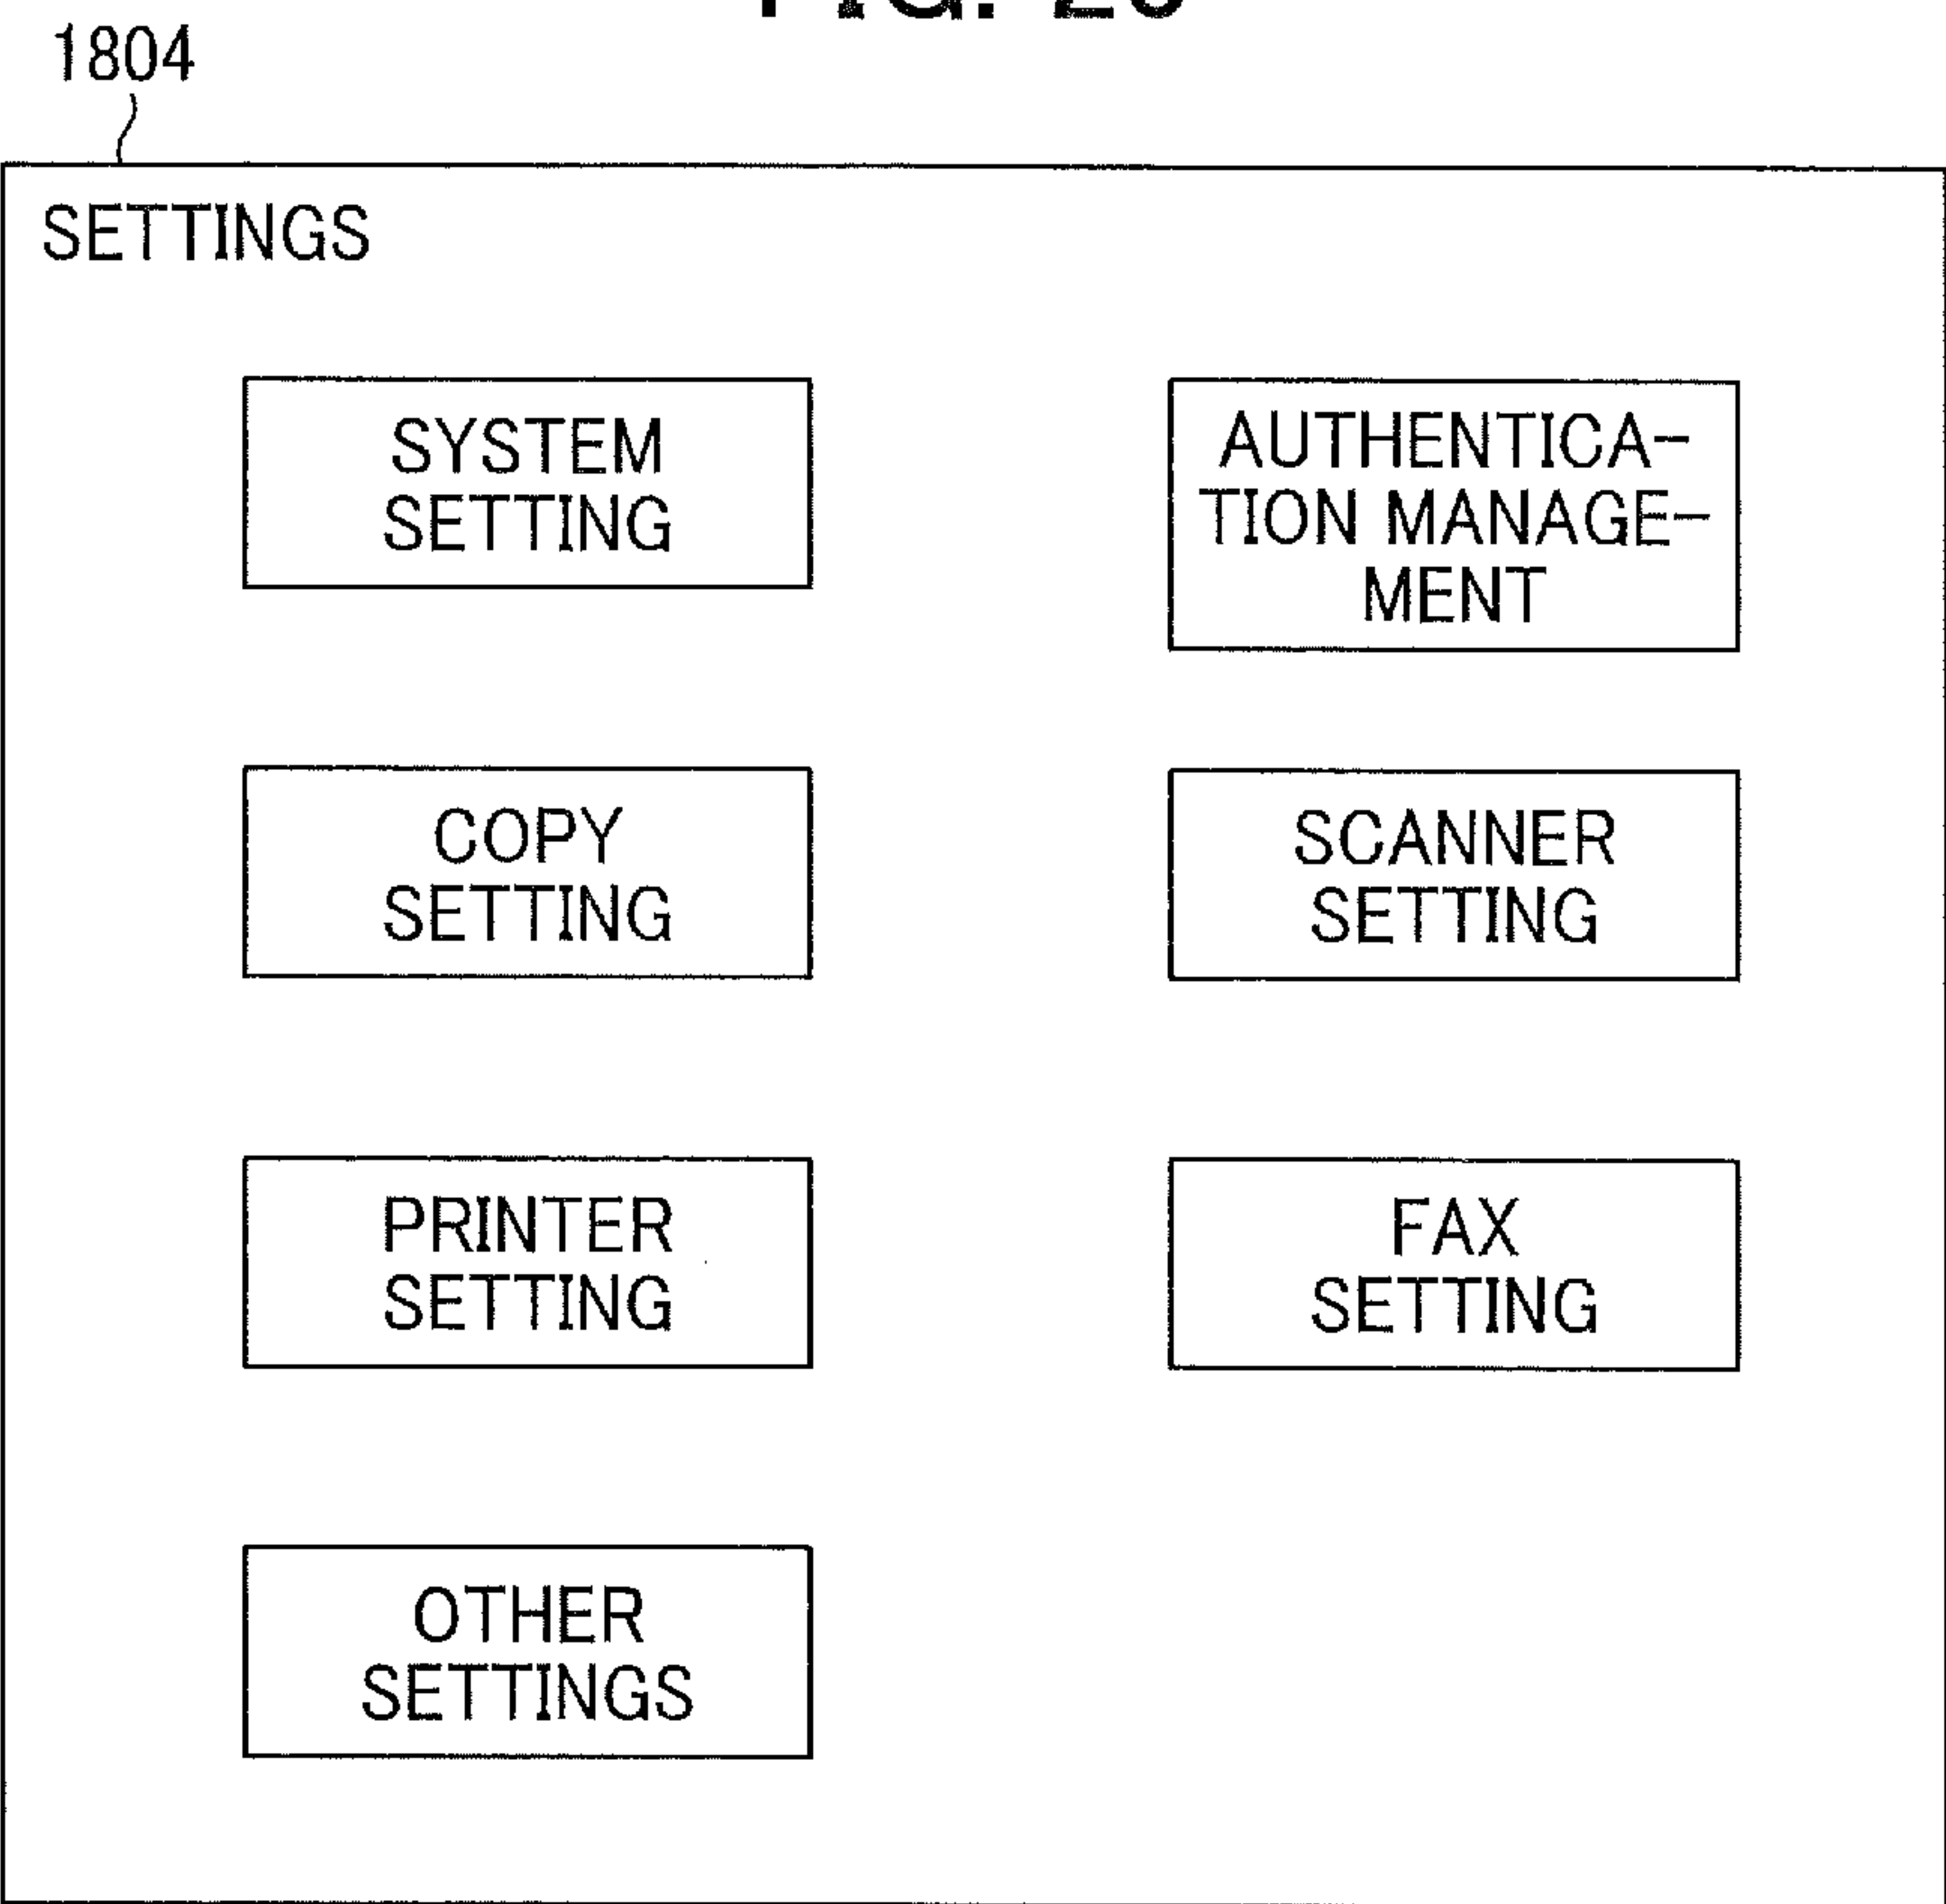 1804
SETTINGS
SYSTEM
SETTING
AUTHENTICA-
TION MANAGE-
MENT
COPY
SETTING
SCANNER
SETTING
PRINTER
SETTING
FAX
SETTING
OTHER
SETTINGS